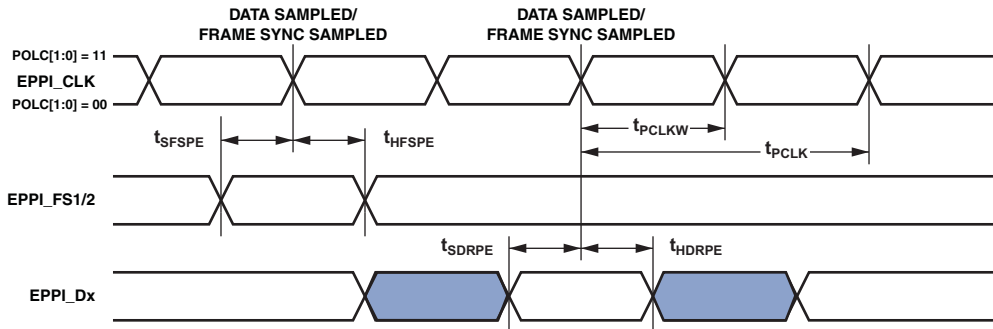 DATA SAMPLED/
FRAME SYNC SAMPLED
DATA SAMPLED/
FRAME SYNC SAMPLED
POLC[1:0] = 11
EPPI_CLK
POLC[1:0] = 00
tSFSPE
tHFSPE
tPCLKW
tPCLK
EPPI_FS1/2
tSDRPE
tHDRPE
EPPI_Dx